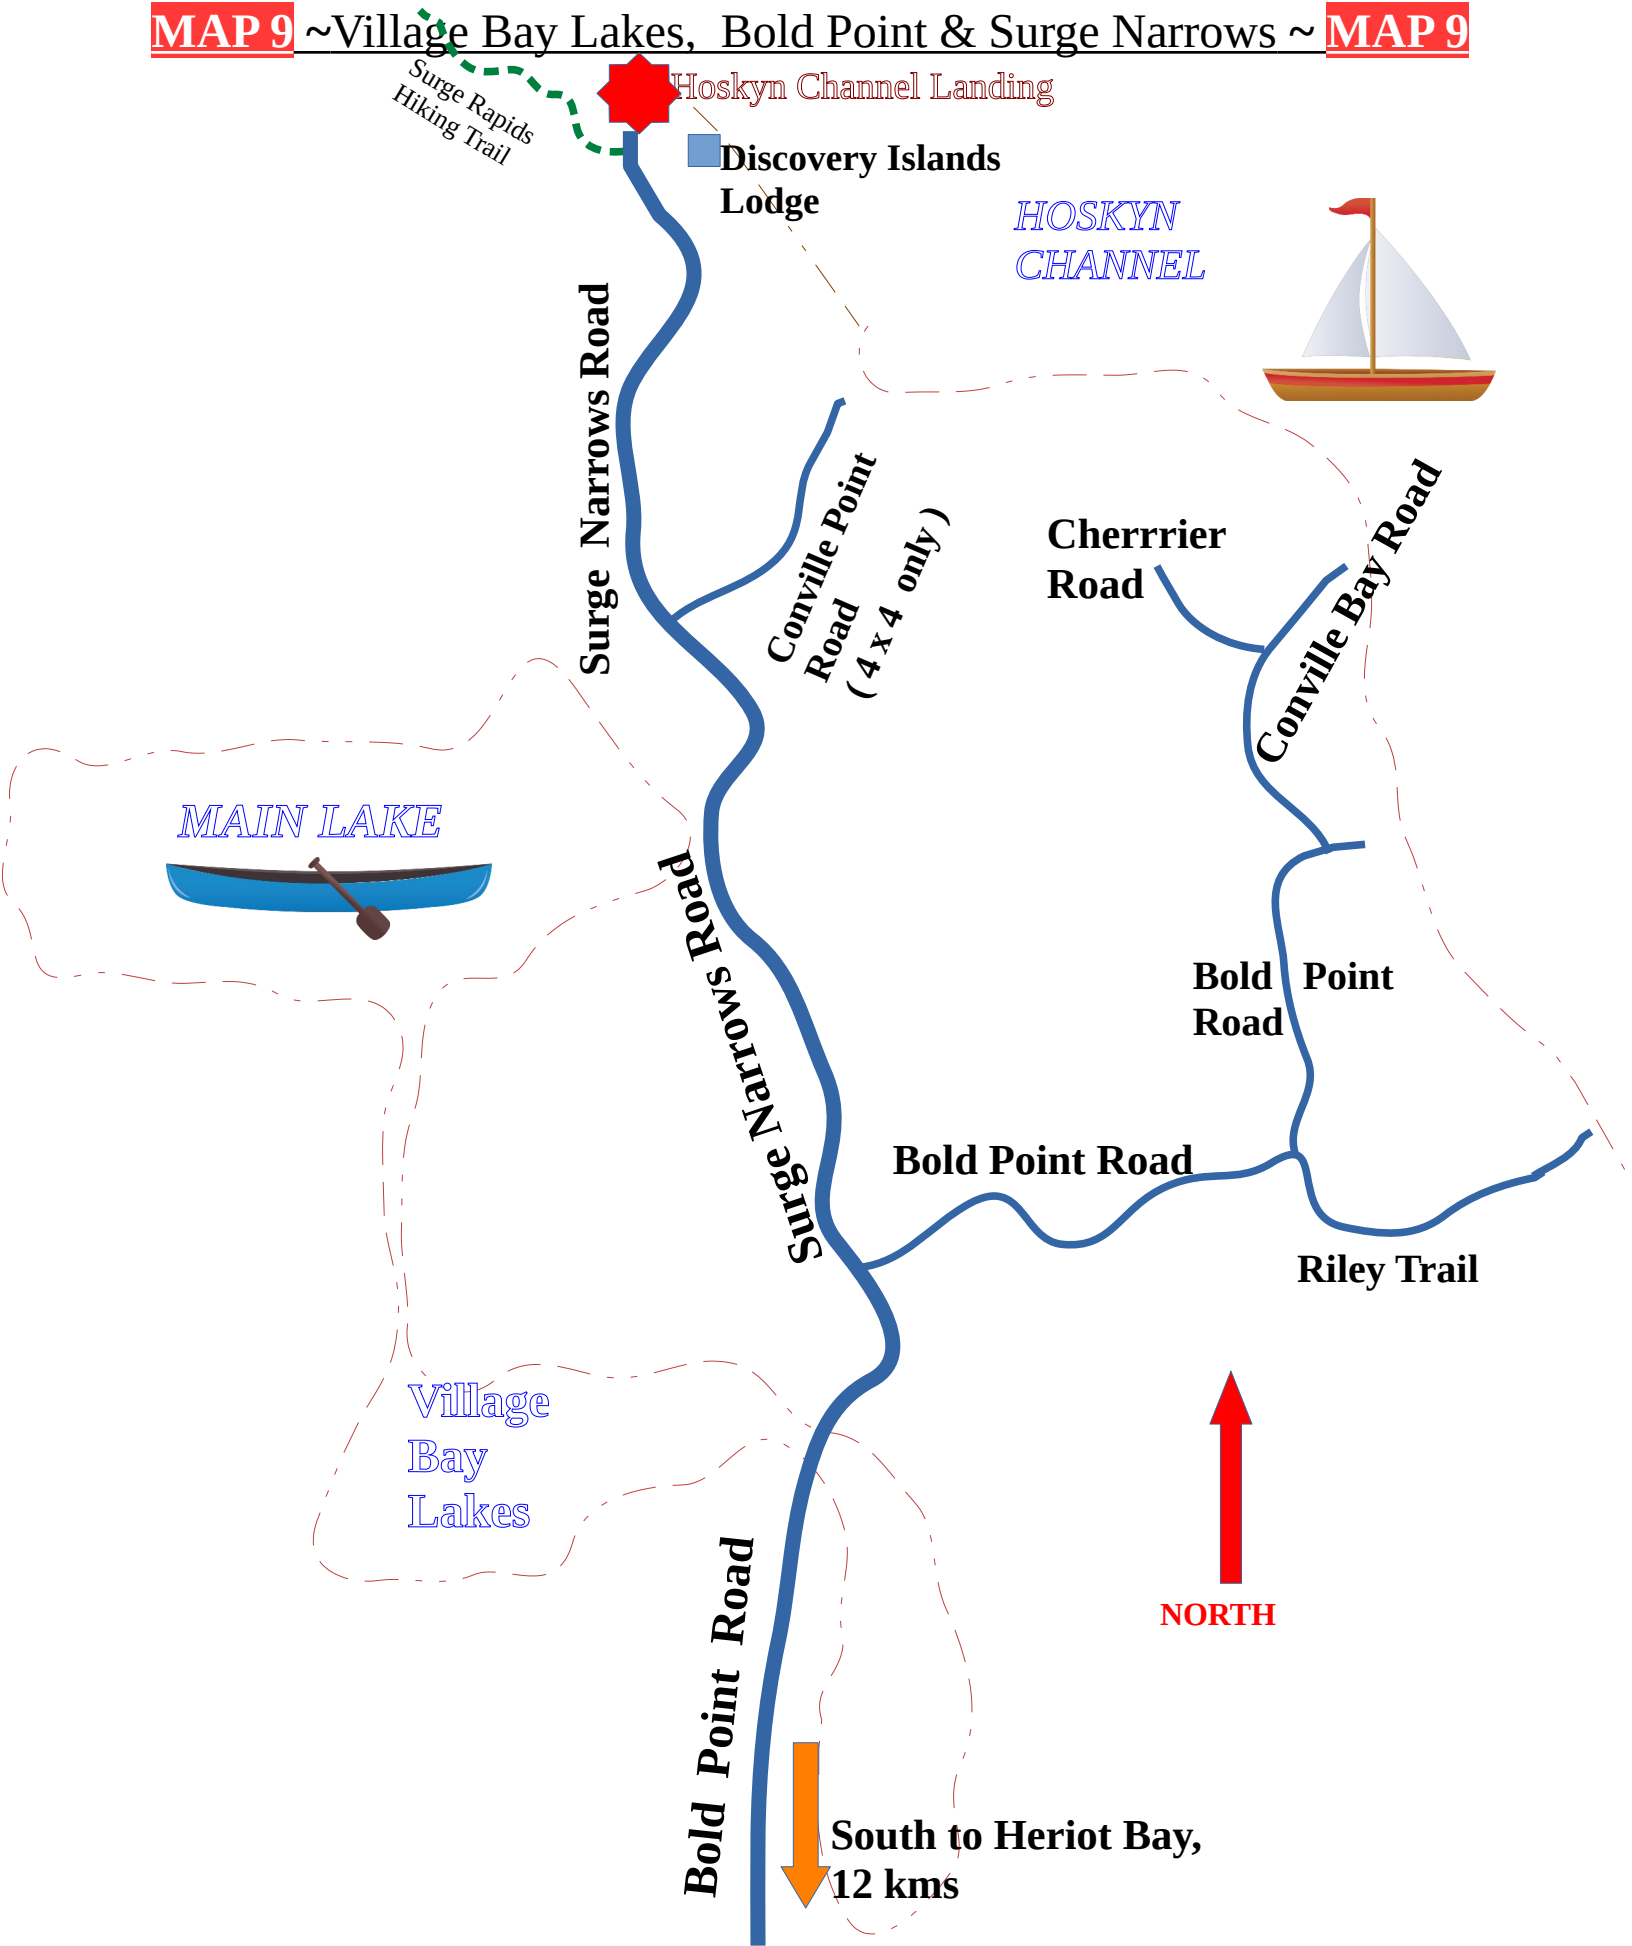 MAP 9 ~Village Bay Lakes, Bold Point & Surge Narrows ~ MAP 9
Surge Rapids
Hiking Trail
Hoskyn Channel Landing
Discovery Islands
Lodge
HOSKYN
CHANNEL
Surge Narrows Road
Conville Point
Road
( 4 x 4 only )
Cherrrier
Road
Conville Bay Road
MAIN LAKE
Surge Narrows Road
Bold Point
Road
Bold Point Road
Riley Trail
Village
Bay
Lakes
Bold Point Road
NORTH
South to Heriot Bay,
12 kms